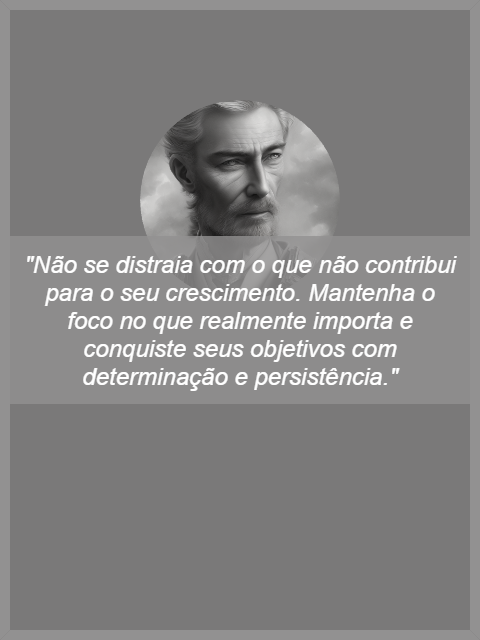 "Não se distraia com o que não contribui
para o seu crescimento. Mantenha o
foco no que realmente importa e
conquiste seus objetivos com
determinação e persistência."